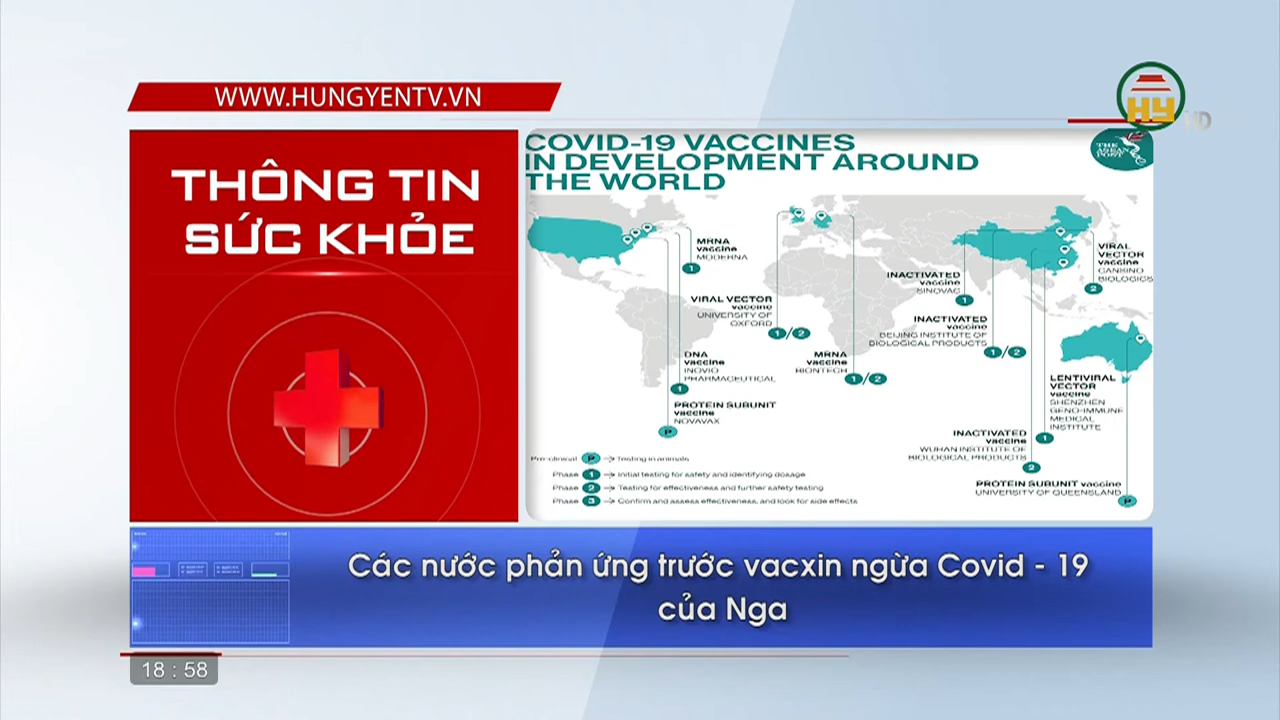 WWW.HUNGYENTV.VN
HY
HD
THÔNG TIN
SỨC KHỎE
COVID-19 VACCINES
IN DEVELOPMENT AROUND
THE WORLD
THE
ASEAN
POST
MRNA
vaccine
MODERNA
1
VIRAL VECTOR
vaccine
UNIVERSITY OF
OXFORD
1/2
DNA
vaccine
INOVIO
PHARMACEUTICAL
1
PROTEIN SUBUNIT
vaccine
NOVAVAX
P
MRNA
vaccine
BIONTECH
1/2
INACTIVATED
vaccine
SINOVAC
1
INACTIVATED
vaccine
BEIJING INSTITUTE OF
BIOLOGICAL PRODUCTS
1/2
VIRAL
VECTOR
vaccine
CANSINO
BIOLOGICS
2
LENTIVIRAL
VECTOR
vaccine
SHENZHEN
GENO-IMMUNE
MEDICAL
INSTITUTE
1
INACTIVATED
vaccine
WUHAN INSTITUTE OF
BIOLOGICAL PRODUCTS
2
PROTEIN SUBUNIT vaccine
UNIVERSITY OF QUEENSLAND
P
Pre-clinical P → Testing in animals
Phase 1 → Initial testing for safety and identifying dosage
Phase 2 → Testing for effectiveness and further safety testing
Phase 3 → Confirm and assess effectiveness, and look for side effects
Các nước phản ứng trước vacxin ngừa Covid - 19
của Nga
18 : 58